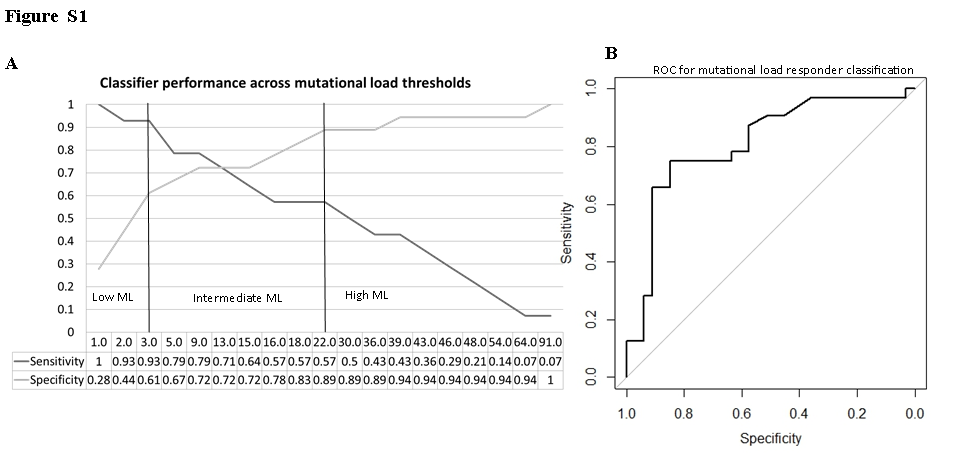 Figure S1
A
Classifier performance across mutational load thresholds
1
0.9
0.8
0.7
0.6
0.5
0.4
0.3
0.2
0.1
0
Low ML
Intermediate ML
High ML
1.0 2.0 3.0 5.0 9.0 13.0 15.0 16.0 18.0 22.0 30.0 36.0 39.0 43.0 46.0 48.0 54.0 64.0 91.0
Sensitivity 1 0.93 0.93 0.79 0.79 0.71 0.64 0.57 0.57 0.57 0.5 0.43 0.43 0.36 0.29 0.21 0.14 0.07 0.07
Specificity 0.28 0.44 0.61 0.67 0.72 0.72 0.72 0.78 0.83 0.89 0.89 0.89 0.94 0.94 0.94 0.94 0.94 0.94 1
B
ROC for mutational load responder classification
Sensitivity
1.0
0.8
0.6
0.4
0.2
0.0
1.0 0.8 0.6 0.4 0.2 0.0
Specificity